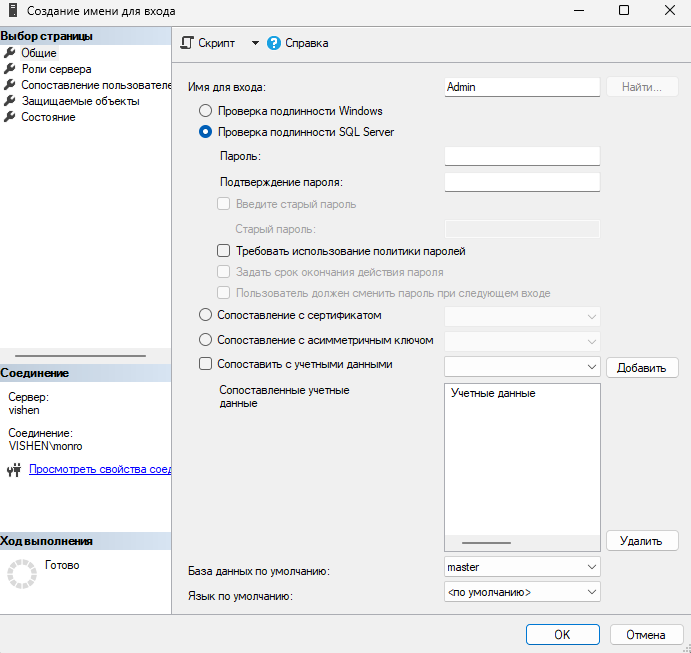 Создание имени для входа
Выбор страницы
Общие
Роли сервера
Сопоставление пользователе
Защищаемые объекты
Состояние
Соединение
Сервер:
vishen
Соединение:
VISHEN\monro
Просмотреть свойства соед
Ход выполнения
Готово
Скрипт
Справка
Имя для входа:
Admin
Найти...
Проверка подлинности Windows
Проверка подлинности SQL Server
Пароль:
Подтверждение пароля:
Введите старый пароль
Старый пароль:
Требовать использование политики паролей
Задать срок окончания действия пароля
Пользователь должен сменить пароль при следующем входе
Сопоставление с сертификатом
Сопоставление с асимметричным ключом
Сопоставить с учетными данными
Добавить
Сопоставленные учетные
данные
Учетные данные
Удалить
База данных по умолчанию:
master
Язык по умолчанию:
<по умолчанию>
OK
Отмена